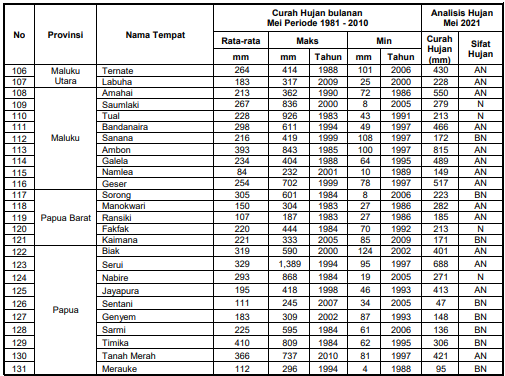 No Provinsi Nama Tempat Curah Hujan bulanan Mei Periode 1981 - 2010 Analisis Hujan Mei 2021
Rata-rata Maks Min Curah Hujan (mm) Sifat Hujan
mm mm Tahun mm Tahun
106 Maluku Utara Ternate 264 414 1988 101 2006 430 AN
107 Labuha 183 317 2009 25 2000 228 AN
108 Maluku Amahai 213 362 1990 72 1986 550 AN
109 Saumlaki 267 836 2000 8 2005 279 N
110 Tual 228 926 1983 43 1991 213 N
111 Bandanaira 298 611 1994 49 1997 466 AN
112 Sanana 216 419 1999 108 1997 172 BN
113 Ambon 393 843 1985 100 1997 815 AN
114 Galela 234 404 1988 64 1995 489 AN
115 Namlea 84 232 2001 10 1989 149 AN
116 Geser 254 702 1999 78 1997 517 AN
117 Papua Barat Sorong 305 601 1984 8 2006 223 BN
118 Manokwari 150 304 1983 27 1986 282 AN
119 Ransiki 107 187 1983 27 1986 185 AN
120 Fakfak 220 444 1984 70 1992 213 N
121 Kaimana 221 333 2005 85 2009 171 BN
122 Papua Biak 319 590 2000 124 2002 401 AN
123 Serui 329 1,389 1994 95 1997 688 AN
124 Nabire 293 868 1984 19 2005 271 N
125 Jayapura 195 418 1998 46 1993 413 AN
126 Sentani 111 245 2007 34 2005 47 BN
127 Genyem 183 309 2002 87 1993 148 BN
128 Sarmi 225 595 1984 61 2006 136 BN
129 Timika 410 809 1984 62 1995 306 BN
130 Tanah Merah 366 737 2010 81 1997 421 AN
131 Merauke 112 296 1994 4 1988 95 BN